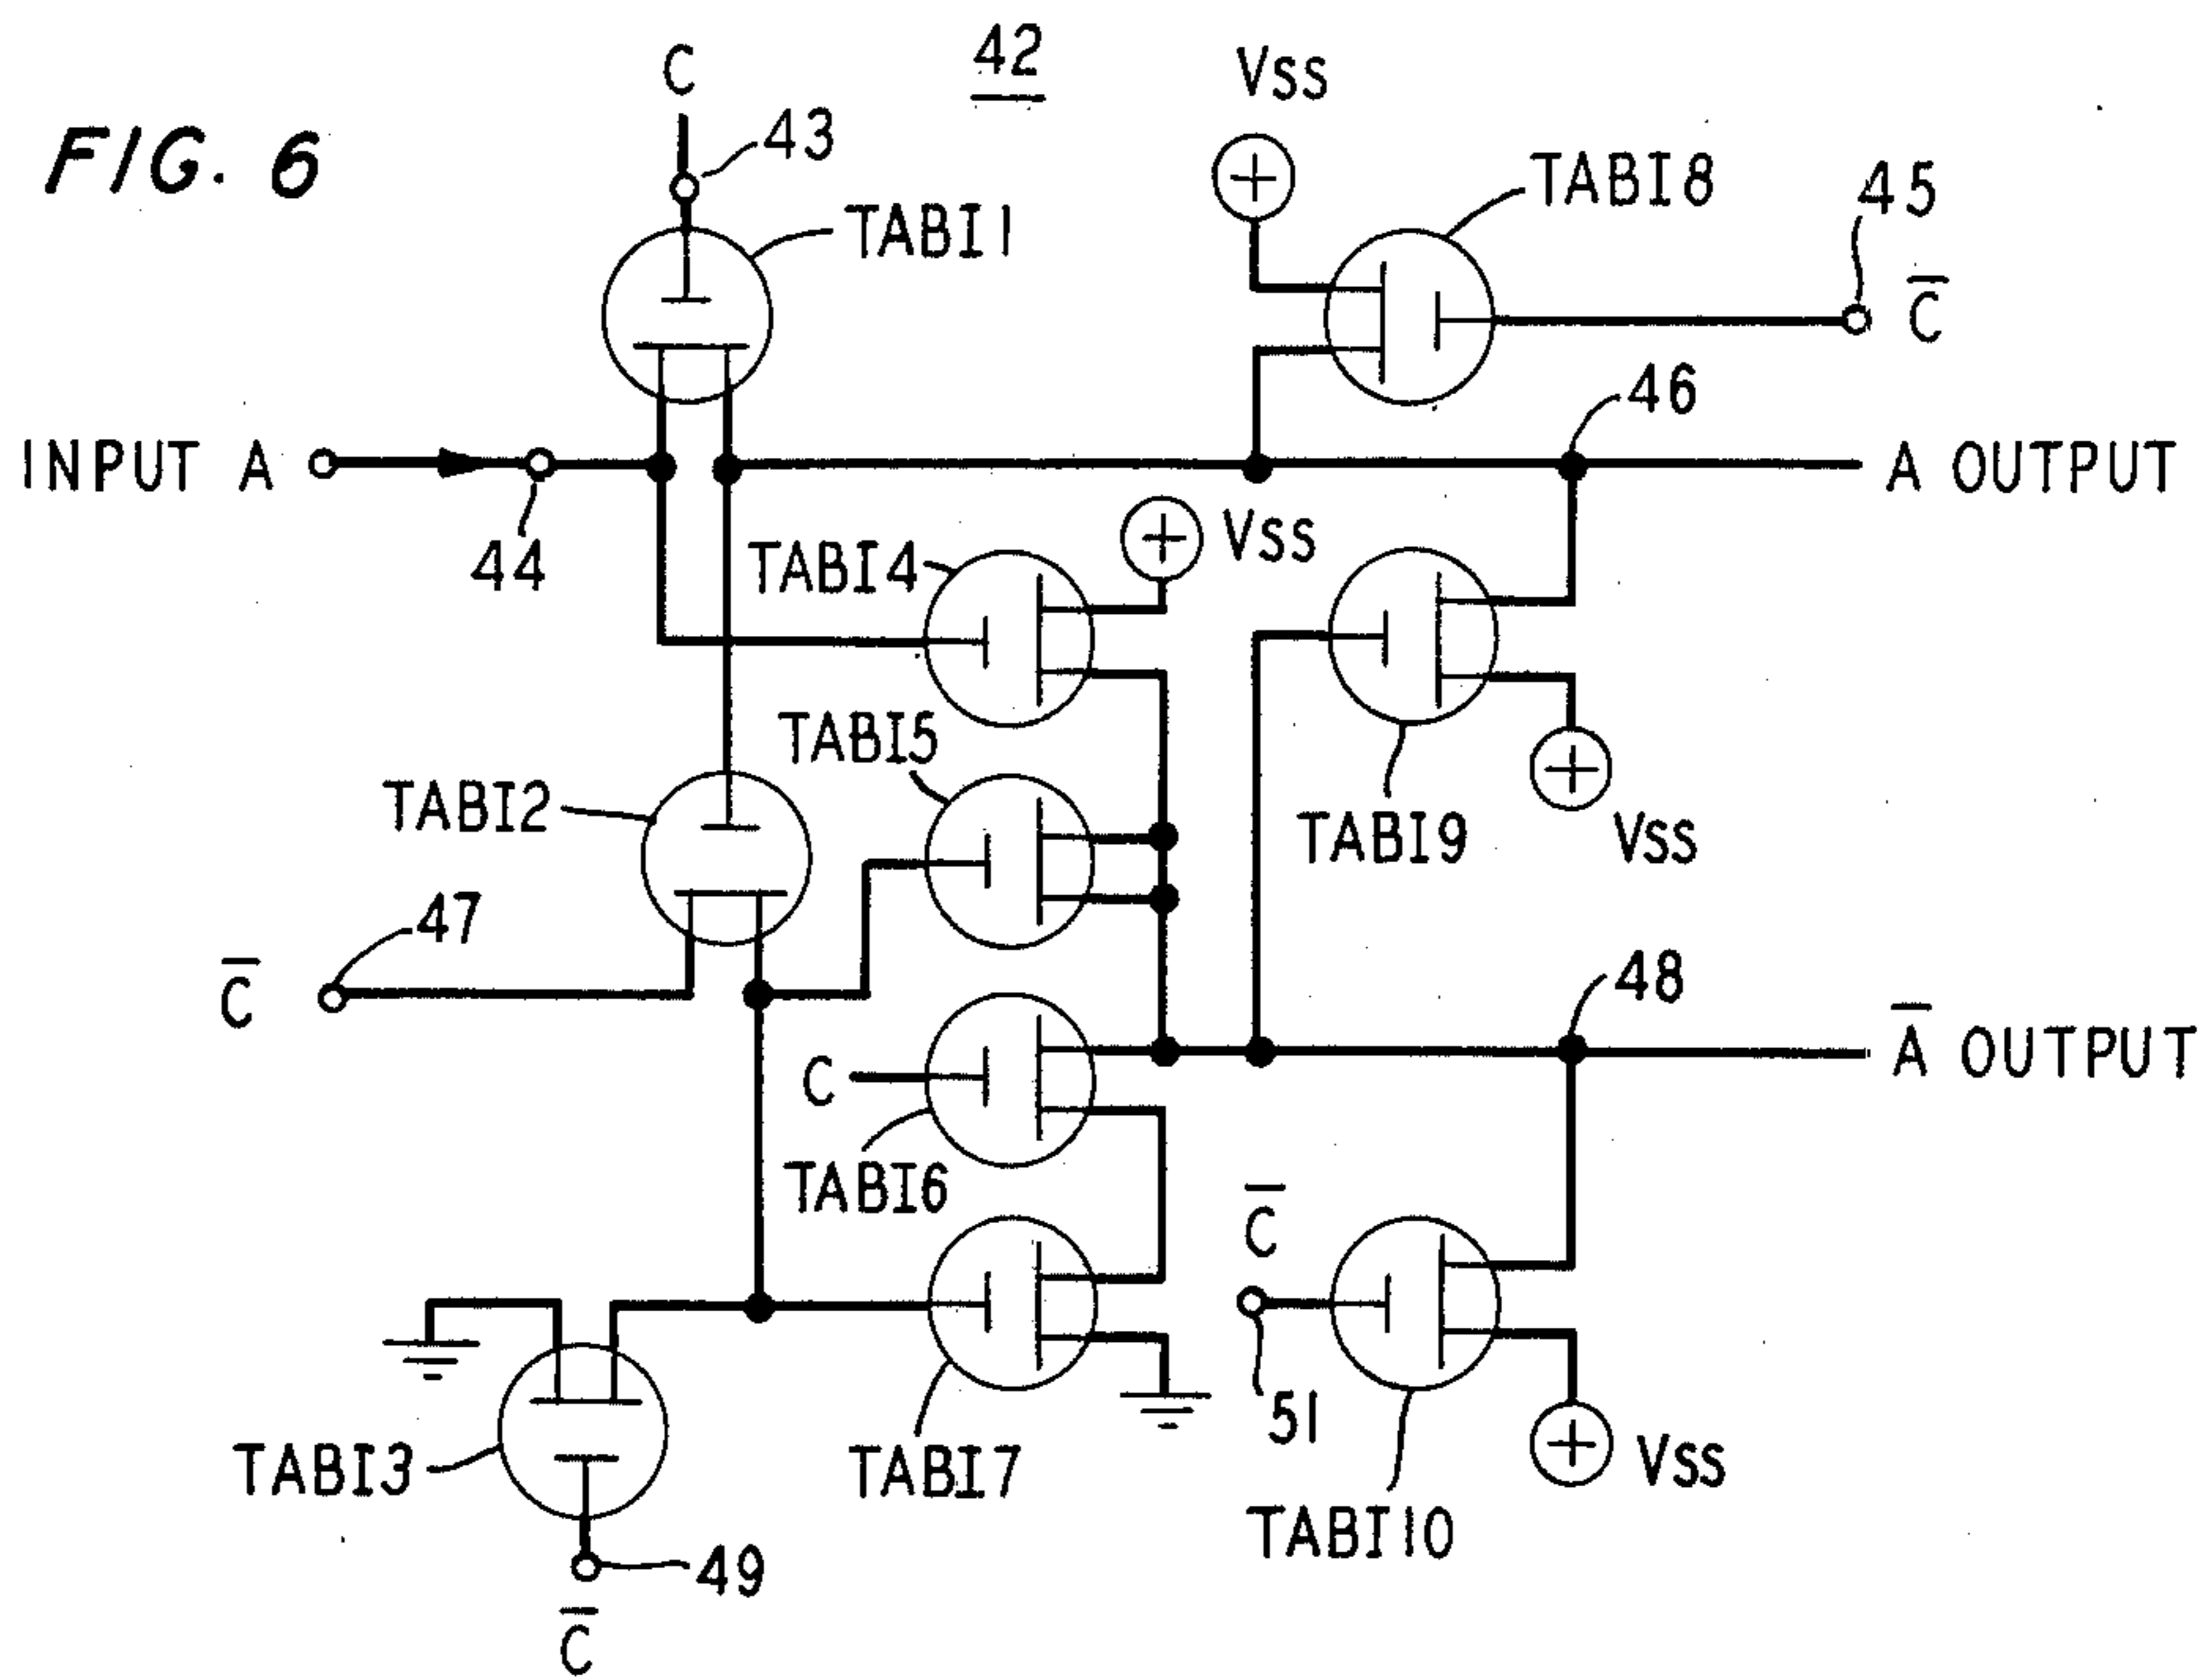 FIG. 6
C
42
VSS
43
TABI1
TABI8
45
C̅
46
INPUT A
A OUTPUT
44
TABI4
VSS
TABI5
TABI2
TABI9
VSS
47
C̅
48
C
A̅ OUTPUT
TABI6
C̅
51
TABI3
TABI7
VSS
TABI10
49
C̅